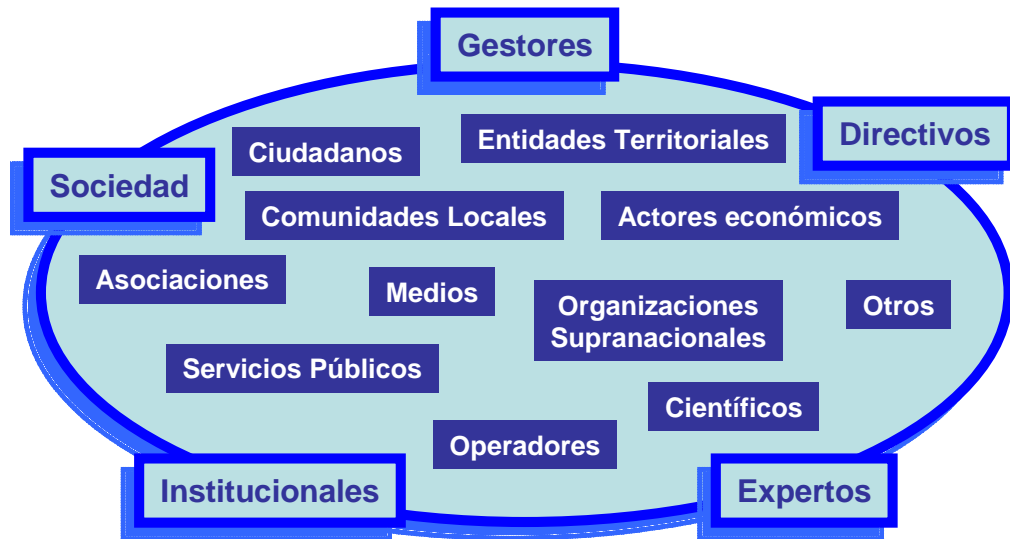 Gestores
Entidades Territoriales
Directivos
Ciudadanos
Sociedad
Comunidades Locales
Actores económicos
Asociaciones
Medios
Organizaciones
Supranacionales
Otros
Servicios Públicos
Científicos
Operadores
Institucionales
Expertos